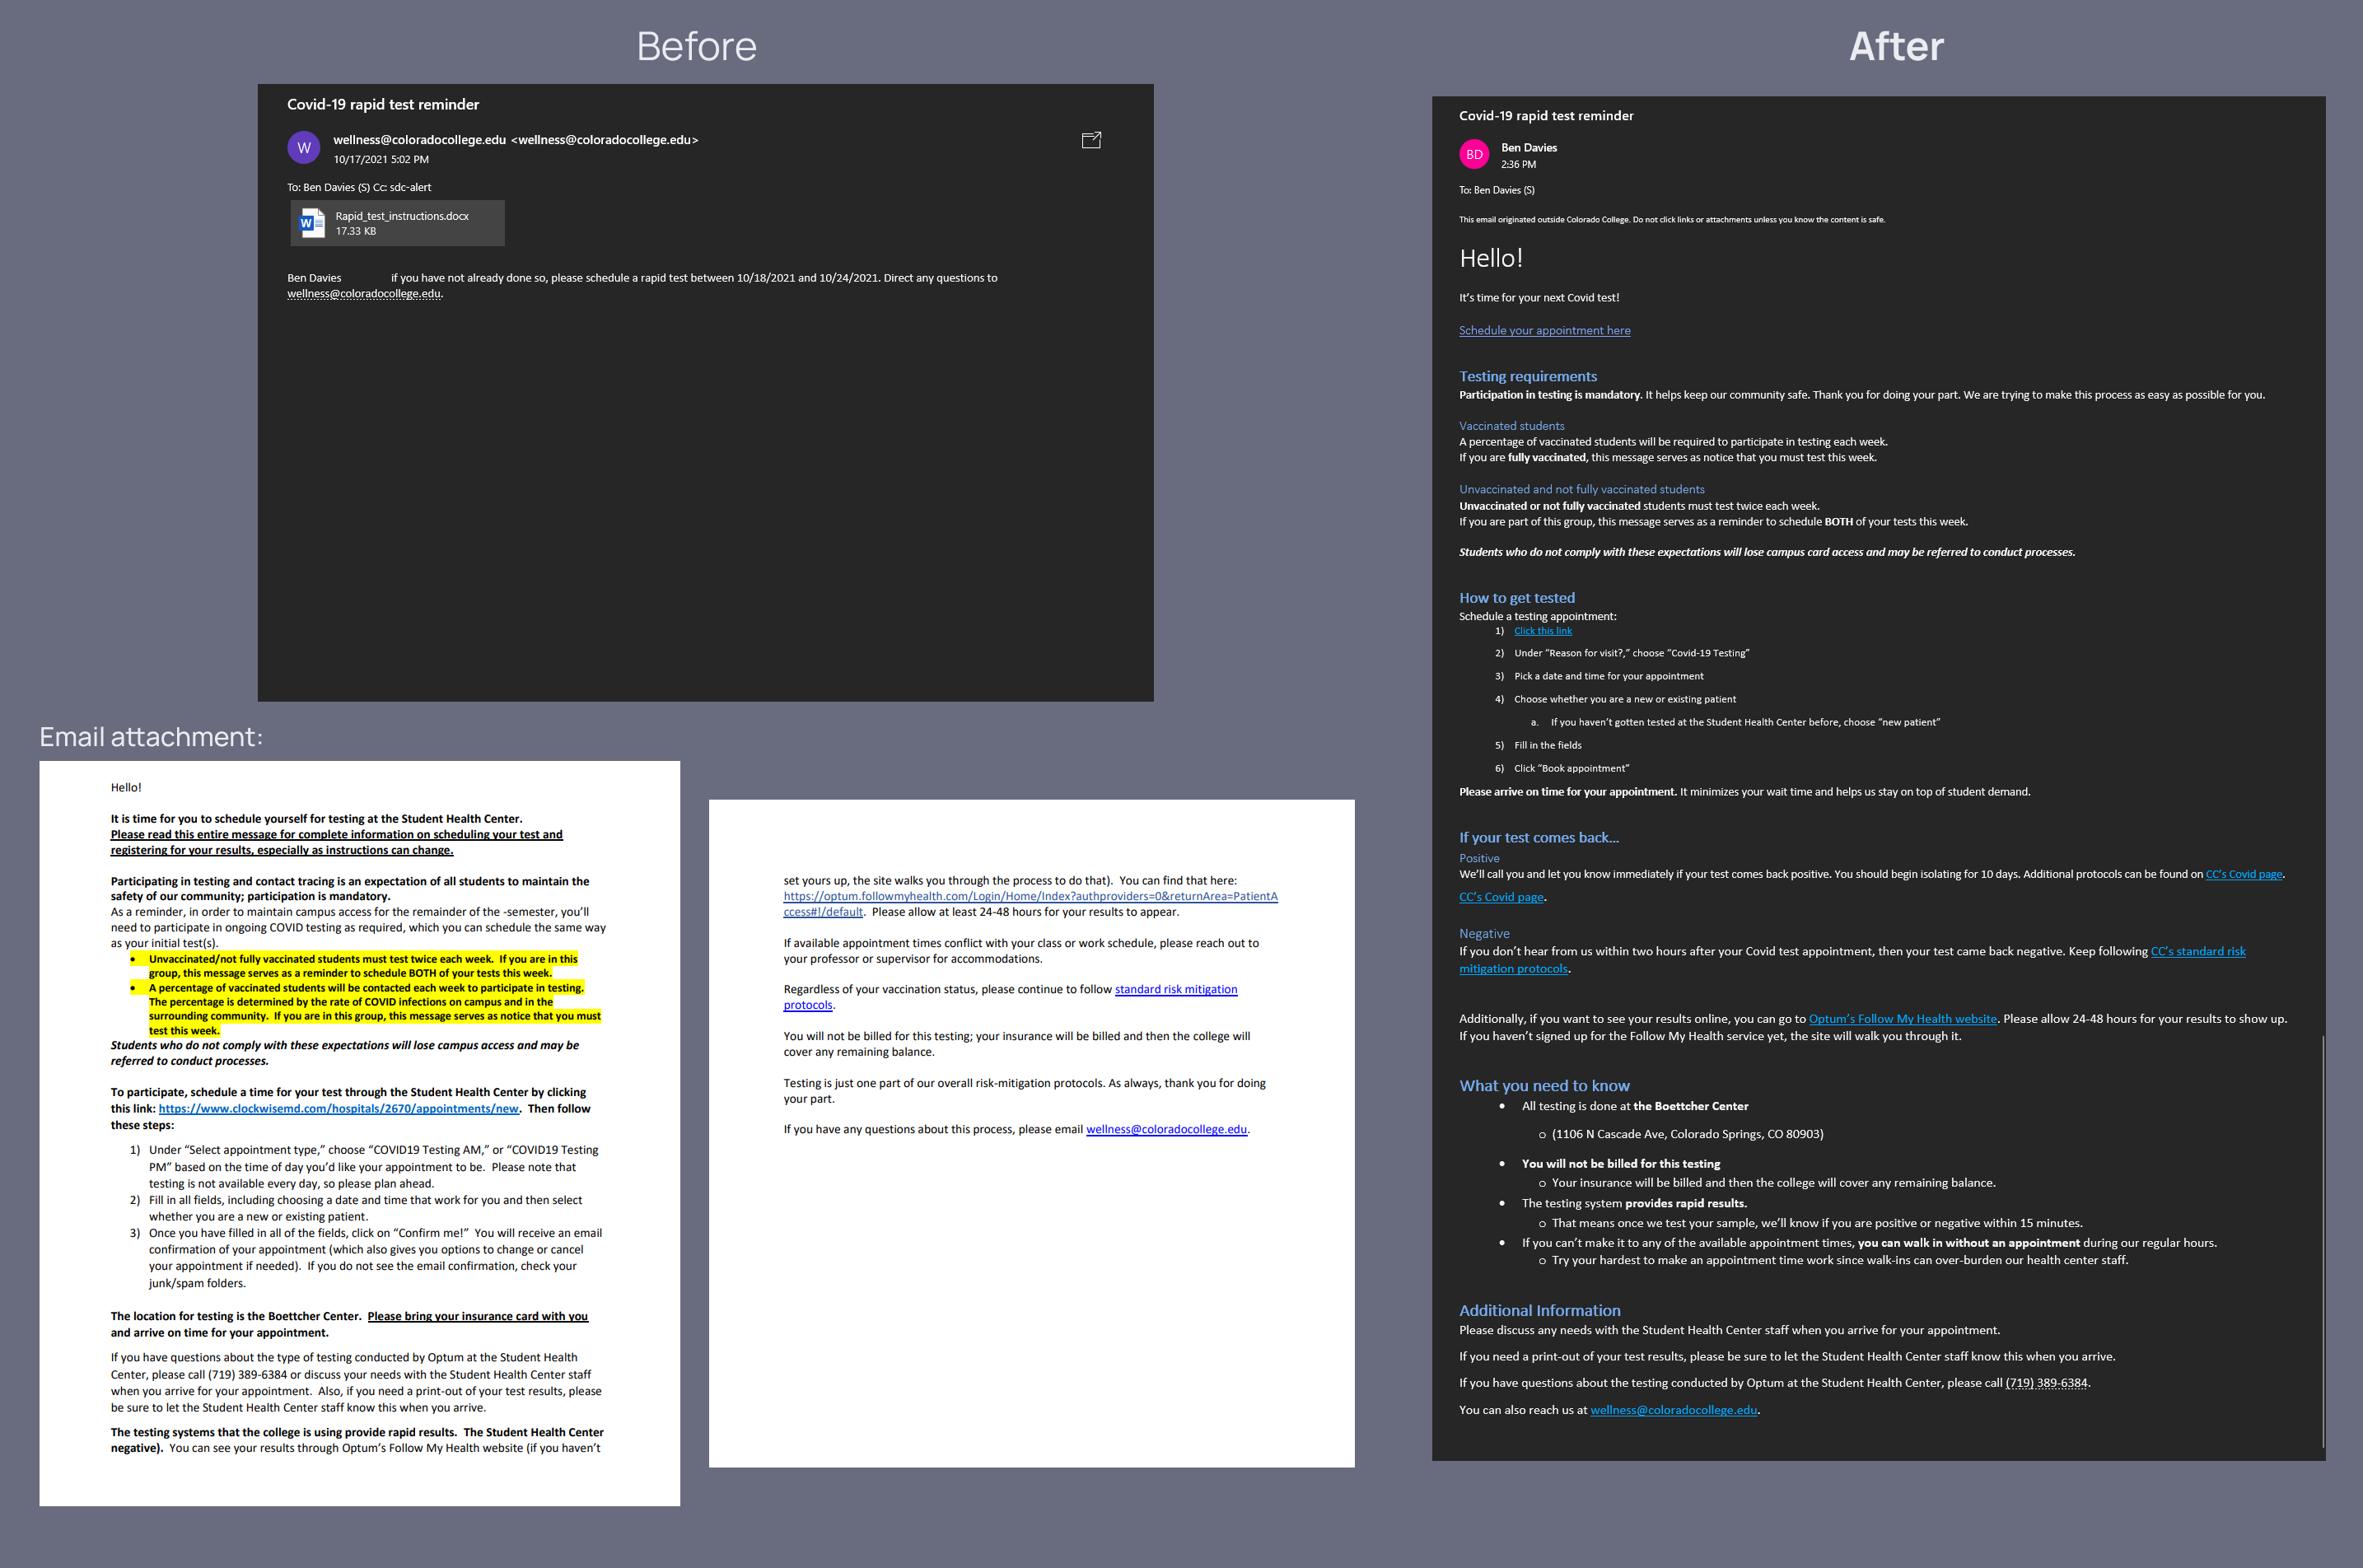 Before
Covid-19 rapid test reminder
W
wellness@coloradocollege.edu <wellness@coloradocollege.edu>
10/17/2021 5:02 PM
To: Ben Davies (S) Cc: sdc-alert
W
Rapid_test_instructions.docx
17.33 KB
Ben Davies if you have not already done so, please schedule a rapid test between 10/18/2021 and 10/24/2021. Direct any questions to
wellness@coloradocollege.edu.
Email attachment:
Hello!
It is time for you to schedule yourself for testing at the Student Health Center.
Please read this entire message for complete information on scheduling your test and
registering for your results, especially as instructions can change.
Participating in testing and contact tracing is an expectation of all students to maintain the
safety of our community; participation is mandatory.
As a reminder, in order to maintain campus access for the remainder of the -semester, you'll
need to participate in ongoing COVID testing as required, which you can schedule the same way
as your initial test(s).
• Unvaccinated/not fully vaccinated students must test twice each week. If you are in this
group, this message serves as a reminder to schedule BOTH of your tests this week.
• A percentage of vaccinated students will be contacted each week to participate in testing.
The percentage is determined by the rate of COVID infections on campus and in the
surrounding community. If you are in this group, this message serves as notice that you must
test this week.
Students who do not comply with these expectations will lose campus access and may be
referred to conduct processes.
To participate, schedule a time for your test through the Student Health Center by clicking
this link: https://www.clockwisemd.com/hospitals/2670/appointments/new. Then follow
these steps:
1) Under “Select appointment type,” choose “COVID19 Testing AM,” or “COVID19 Testing
PM” based on the time of day you'd like your appointment to be. Please note that
testing is not available every day, so please plan ahead.
2) Fill in all fields, including choosing a date and time that work for you and then select
whether you are a new or existing patient.
3) Once you have filled in all of the fields, click on “Confirm me!” You will receive an email
confirmation of your appointment (which also gives you options to change or cancel
your appointment if needed). If you do not see the email confirmation, check your
junk/spam folders.
The location for testing is the Boettcher Center. Please bring your insurance card with you
and arrive on time for your appointment.
If you have questions about the type of testing conducted by Optum at the Student Health
Center, please call (719) 389-6384 or discuss your needs with the Student Health Center staff
when you arrive for your appointment. Also, if you need a print-out of your test results, please
be sure to let the Student Health Center staff know this when you arrive.
The testing systems that the college is using provide rapid results. The Student Health Center
negative). You can see your results through Optum's Follow My Health website (if you haven't
set yours up, the site walks you through the process to do that). You can find that here:
https://optum.followmyhealth.com/Login/Home/Index?authproviders=0&returnArea=PatientA
ccess#!/default. Please allow at least 24-48 hours for your results to appear.
If available appointment times conflict with your class or work schedule, please reach out to
your professor or supervisor for accommodations.
Regardless of your vaccination status, please continue to follow standard risk mitigation
protocols.
You will not be billed for this testing; your insurance will be billed and then the college will
cover any remaining balance.
Testing is just one part of our overall risk-mitigation protocols. As always, thank you for doing
your part.
If you have any questions about this process, please email wellness@coloradocollege.edu.
After
Covid-19 rapid test reminder
BD
Ben Davies
2:36 PM
To: Ben Davies (S)
This email originated outside Colorado College. Do not click links or attachments unless you know the content is safe.
Hello!
It's time for your next Covid test!
Schedule your appointment here
Testing requirements
Participation in testing is mandatory. It helps keep our community safe. Thank you for doing your part. We are trying to make this process as easy as possible for you.
Vaccinated students
A percentage of vaccinated students will be required to participate in testing each week.
If you are fully vaccinated, this message serves as notice that you must test this week.
Unvaccinated and not fully vaccinated students
Unvaccinated or not fully vaccinated students must test twice each week.
If you are part of this group, this message serves as a reminder to schedule BOTH of your tests this week.
Students who do not comply with these expectations will lose campus card access and may be referred to conduct processes.
How to get tested
Schedule a testing appointment:
1) Click this link
2) Under “Reason for visit?,” choose “Covid-19 Testing”
3) Pick a date and time for your appointment
4) Choose whether you are a new or existing patient
a. If you haven't gotten tested at the Student Health Center before, choose “new patient”
5) Fill in the fields
6) Click “Book appointment”
Please arrive on time for your appointment. It minimizes your wait time and helps us stay on top of student demand.
If your test comes back…
Positive
We'll call you and let you know immediately if your test comes back positive. You should begin isolating for 10 days. Additional protocols can be found on CC's Covid page.
CC's Covid page.
Negative
If you don't hear from us within two hours after your Covid test appointment, then your test came back negative. Keep following CC's standard risk
mitigation protocols.
Additionally, if you want to see your results online, you can go to Optum's Follow My Health website. Please allow 24-48 hours for your results to show up.
If you haven't signed up for the Follow My Health service yet, the site will walk you through it.
What you need to know
• All testing is done at the Boettcher Center
o (1106 N Cascade Ave, Colorado Springs, CO 80903)
• You will not be billed for this testing
o Your insurance will be billed and then the college will cover any remaining balance.
• The testing system provides rapid results.
o That means once we test your sample, we'll know if you are positive or negative within 15 minutes.
• If you can't make it to any of the available appointment times, you can walk in without an appointment during our regular hours.
o Try your hardest to make an appointment time work since walk-ins can over-burden our health center staff.
Additional Information
Please discuss any needs with the Student Health Center staff when you arrive for your appointment.
If you need a print-out of your test results, please be sure to let the Student Health Center staff know this when you arrive.
If you have questions about the testing conducted by Optum at the Student Health Center, please call (719) 389-6384.
You can also reach us at wellness@coloradocollege.edu.